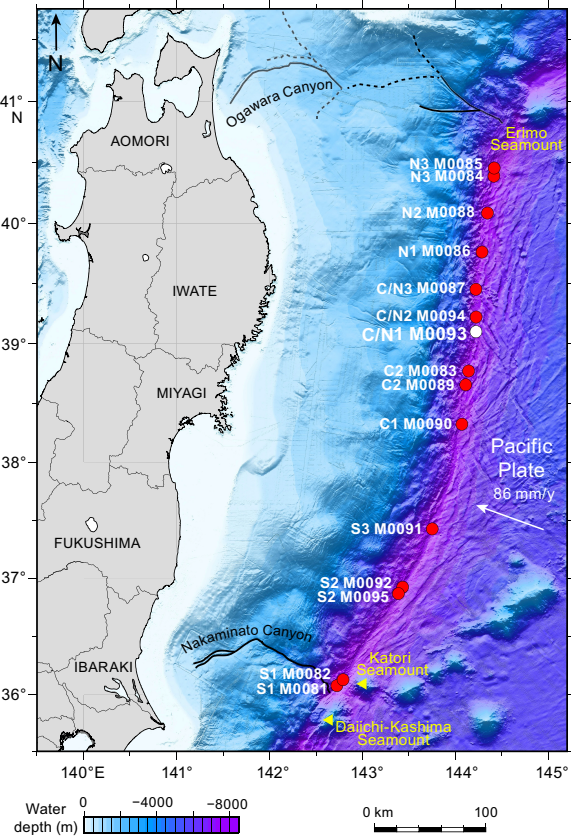 N
41°
N
Ogawara Canyon
AOMORI
Erimo
Seamount
N3 M0085
N3 M0084
N2 M0088
40°
N1 M0086
IWATE
C/N3 M0087
C/N2 M0094
C/N1 M0093
39°
C2 M0083
C2 M0089
MIYAGI
C1 M0090
Pacific
Plate
86 mm/y
38°
S3 M0091
FUKUSHIMA
37°
S2 M0092
S2 M0095
Nakaminato Canyon
IBARAKI
Katori
Seamount
S1 M0082
S1 M0081
36°
Daiichi-Kashima
Seamount
140°E 141° 142° 143° 144° 145°
Water
depth (m)
0 −4000 −8000
0 km 100